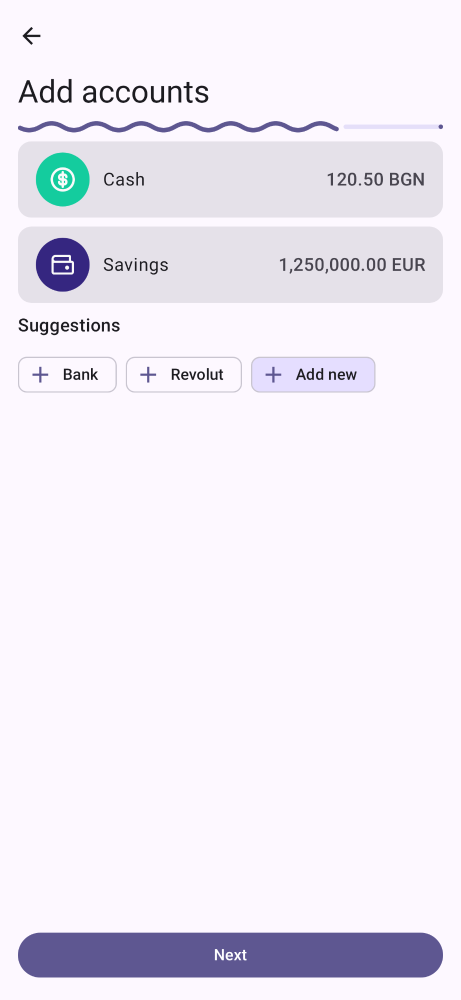 Add accounts
Cash 120.50 BGN
Savings 1,250,000.00 EUR
Suggestions
Bank Revolut Add new
Next